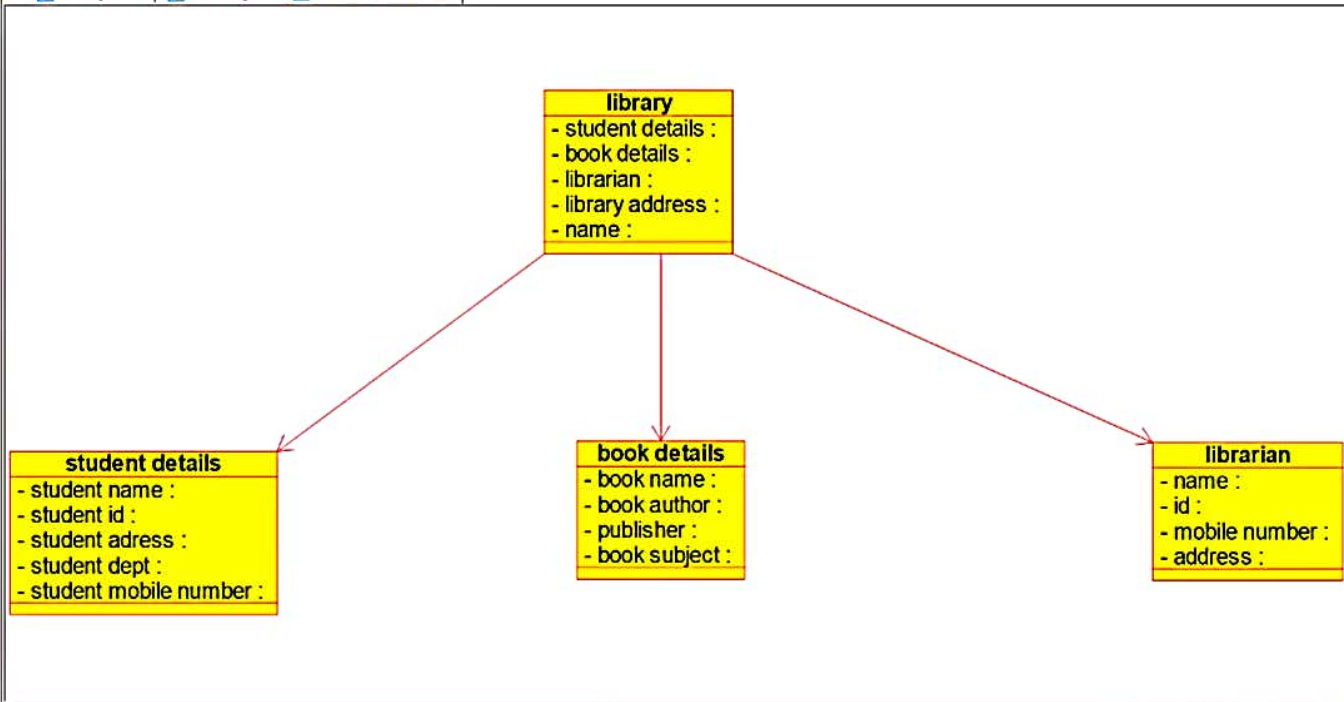 library
- student details :
- book details :
- librarian :
- library address :
- name :
student details
- student name :
- student id :
- student adress :
- student dept :
- student mobile number :
book details
- book name :
- book author :
- publisher :
- book subject :
librarian
- name :
- id :
- mobile number :
- address :